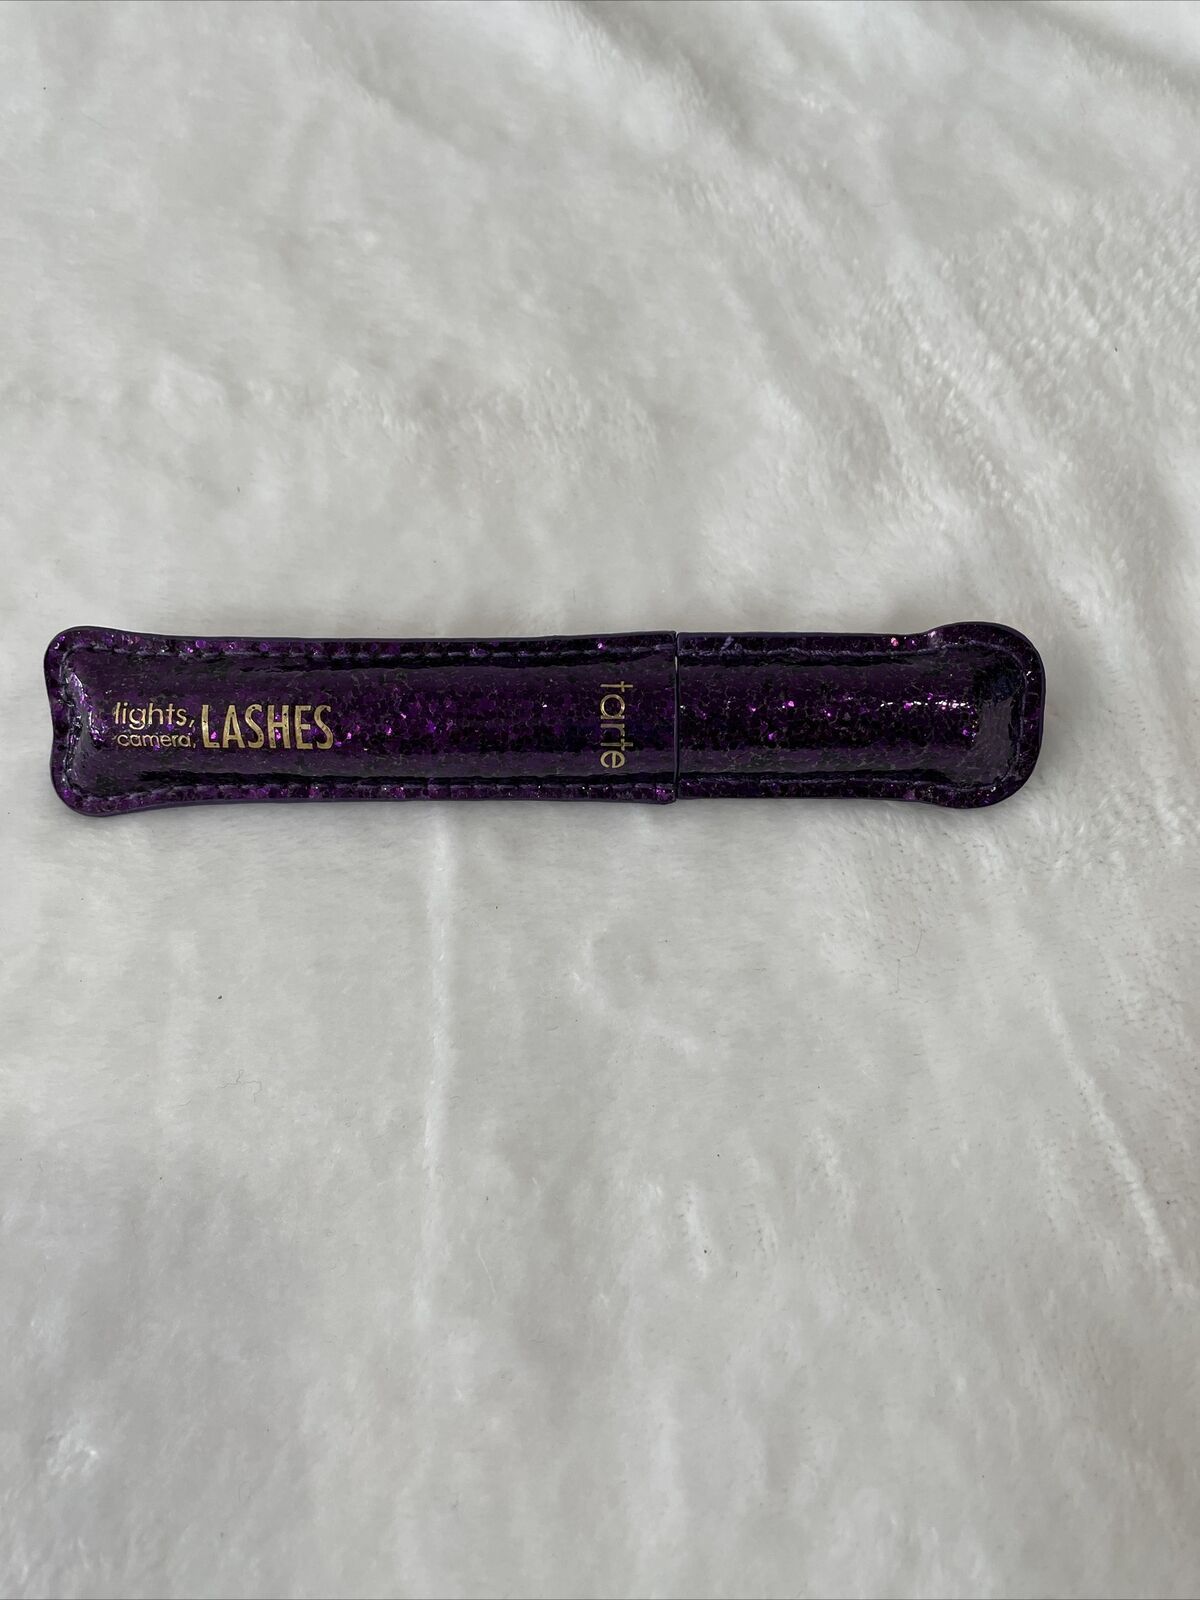 lights,
camera,
LASHES
tarte